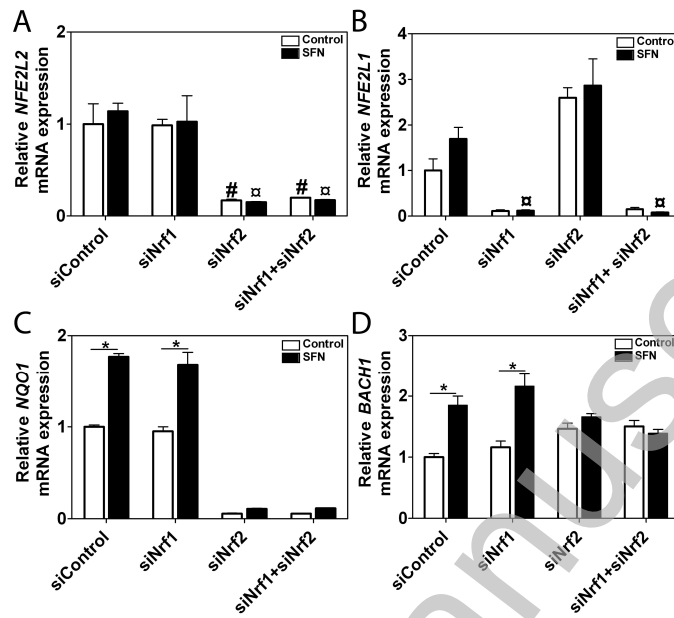 A
Relative NFE2L2
mRNA expression
2
1
0
Control
SFN
#
¤
#
¤
siControl
siNrf1
siNrf2
siNrf1+siNrf2
B
Relative NFE2L1
mRNA expression
4
3
2
1
0
Control
SFN
¤
¤
siControl
siNrf1
siNrf2
siNrf1+ siNrf2
C
Relative NQO1
mRNA expression
2
1
0
Control
SFN
*
*
siControl
siNrf1
siNrf2
siNrf1+siNrf2
D
Relative BACH1
mRNA expression
3
2
1
0
Control
SFN
*
*
siControl
siNrf1
siNrf2
siNrf1+siNrf2
anus